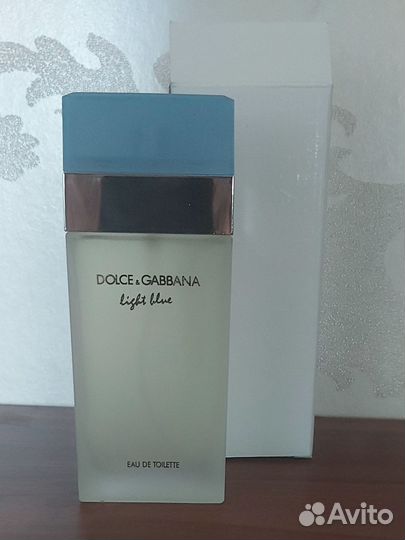 DOLCE & GABBANA
light blue
EAU DE TOILETTE
Avito